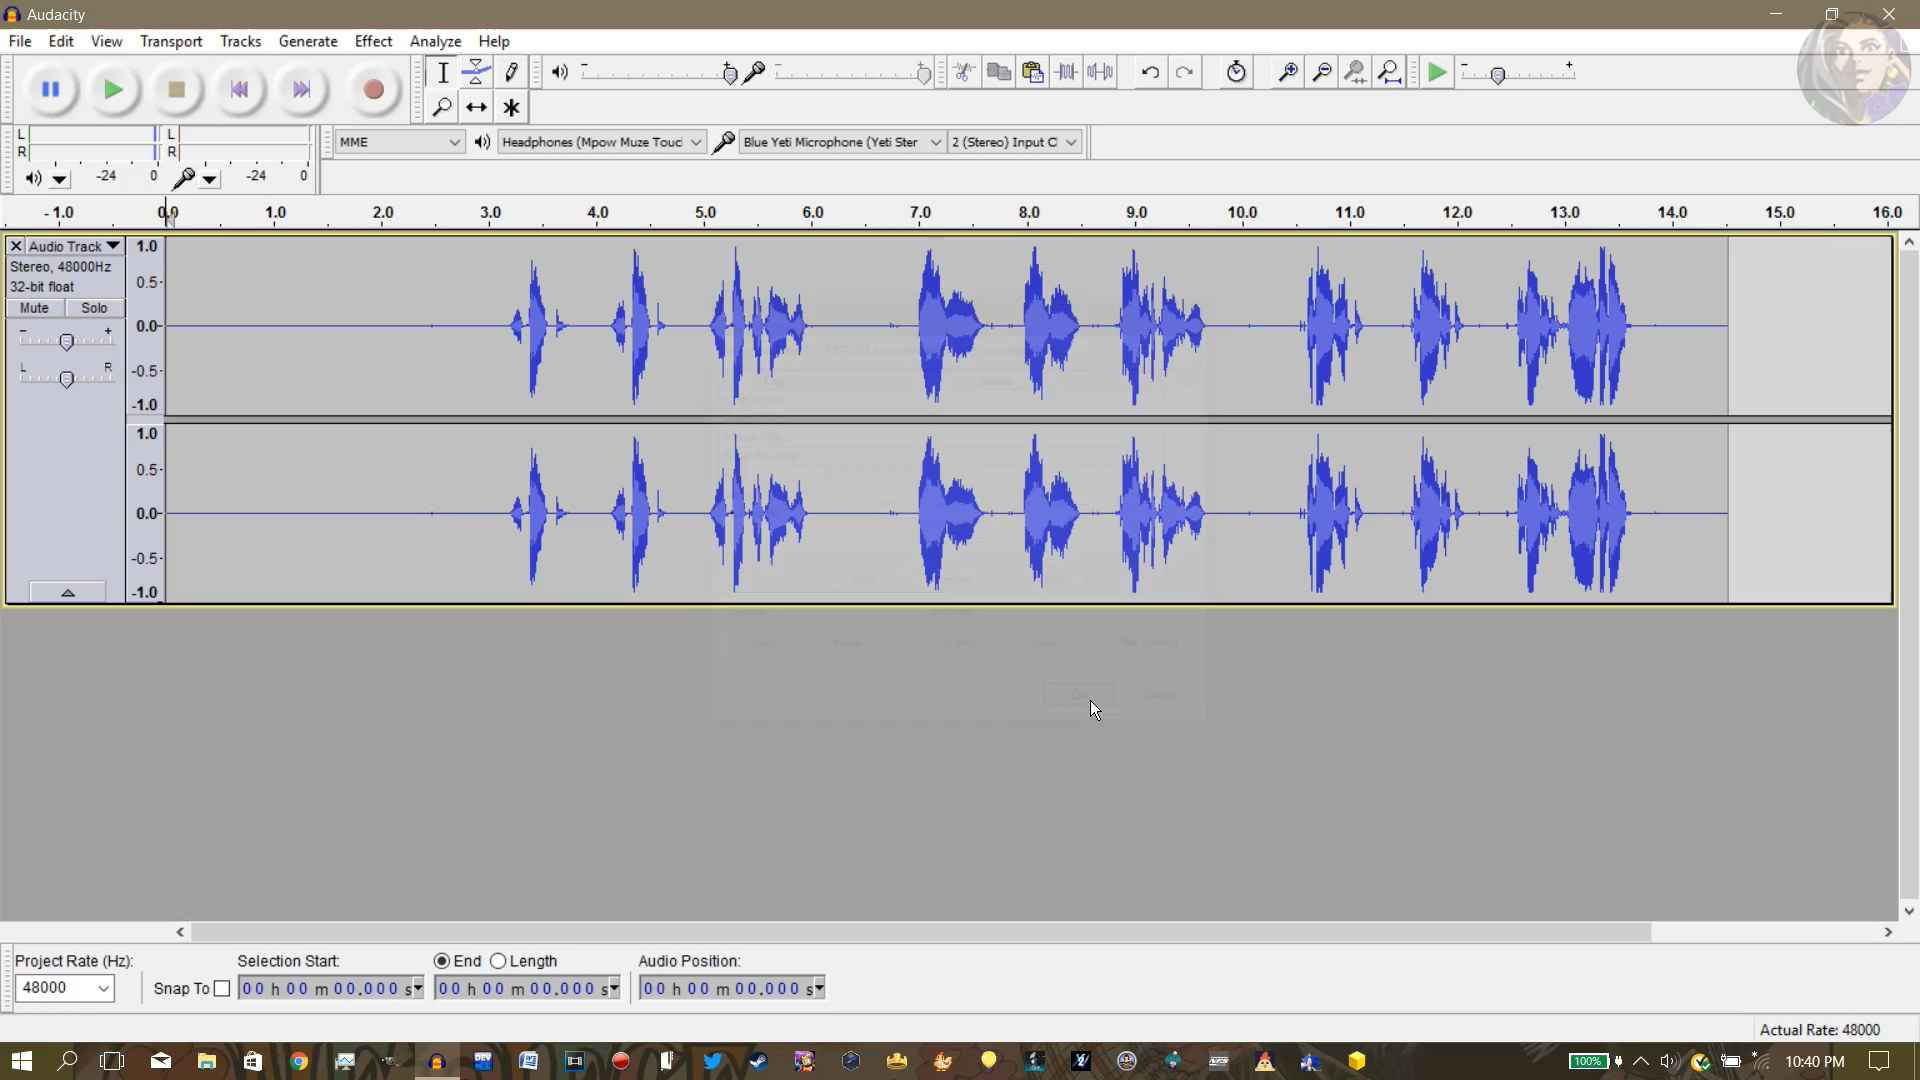 Audacity
File Edit View Transport Tracks Generate Effect Analyze Help
L L
R R
-24 0 -24 0
MME Headphones (Mpow Muze Toucl Blue Yeti Microphone (Yeti Ster 2 (Stereo) Input C
- 1.0 0.0 1.0 2.0 3.0 4.0 5.0 6.0 7.0 8.0 9.0 10.0 11.0 12.0 13.0 14.0 15.0 16.0
Audio Track
Stereo, 48000Hz
32-bit float
Mute Solo
- +
L R
1.0
0.5
0.0
-0.5
-1.0
1.0
0.5
0.0
-0.5
-1.0
Project Rate (Hz): Selection Start: End Length Audio Position:
48000 Snap To 00 h 00 m 00.000 s 00 h 00 m 00.000 s 00 h 00 m 00.000 s
Actual Rate: 48000
DEV
NFS
100% 10:40 PM